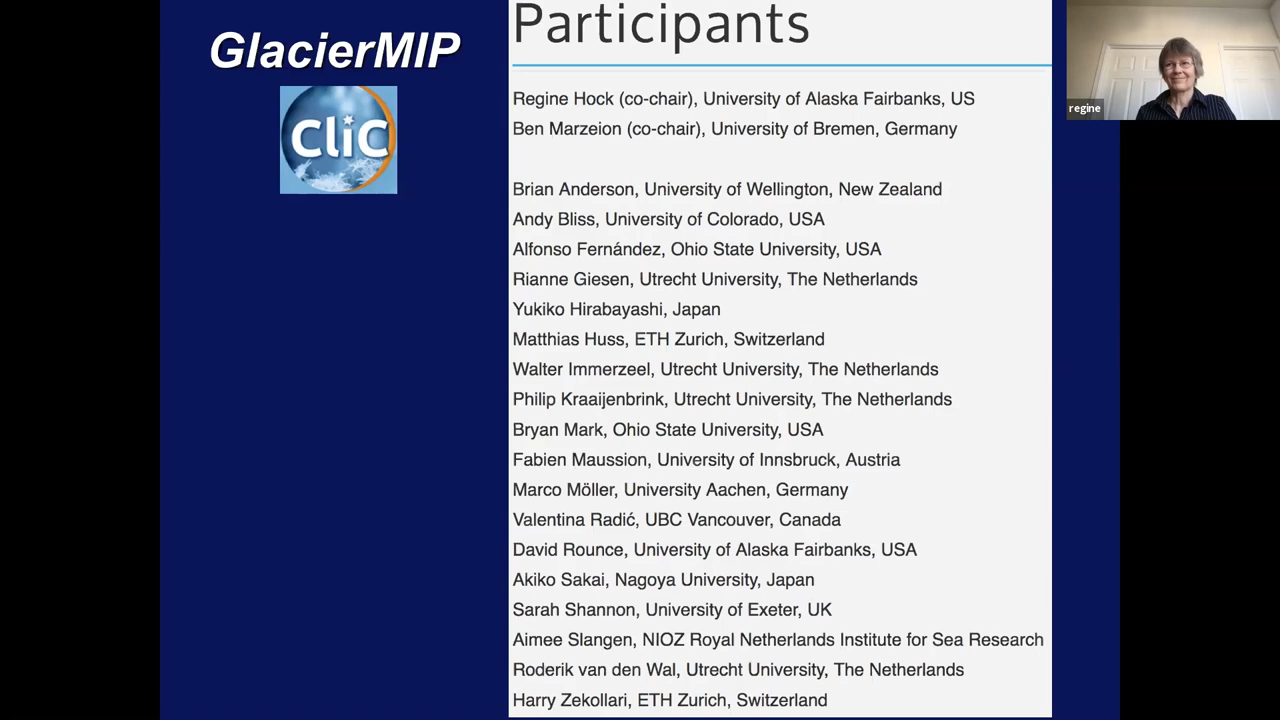 GlacierMIP
CliC
Participants
Regine Hock (co-chair), University of Alaska Fairbanks, US
Ben Marzeion (co-chair), University of Bremen, Germany
Brian Anderson, University of Wellington, New Zealand
Andy Bliss, University of Colorado, USA
Alfonso Fernández, Ohio State University, USA
Rianne Giesen, Utrecht University, The Netherlands
Yukiko Hirabayashi, Japan
Matthias Huss, ETH Zurich, Switzerland
Walter Immerzeel, Utrecht University, The Netherlands
Philip Kraaijenbrink, Utrecht University, The Netherlands
Bryan Mark, Ohio State University, USA
Fabien Maussion, University of Innsbruck, Austria
Marco Möller, University Aachen, Germany
Valentina Radić, UBC Vancouver, Canada
David Rounce, University of Alaska Fairbanks, USA
Akiko Sakai, Nagoya University, Japan
Sarah Shannon, University of Exeter, UK
Aimee Slangen, NIOZ Royal Netherlands Institute for Sea Research
Roderik van den Wal, Utrecht University, The Netherlands
Harry Zekollari, ETH Zurich, Switzerland
regine